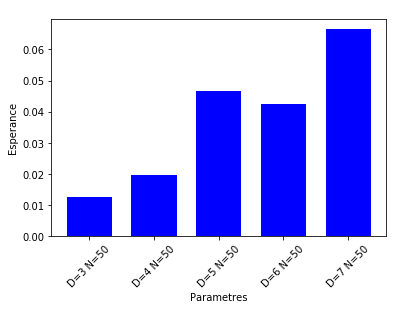 0.06
0.05
0.04
0.03
0.02
0.01
0.00
Esperance
D=3 N=50
D=4 N=50
D=5 N=50
D=6 N=50
D=7 N=50
Parametres